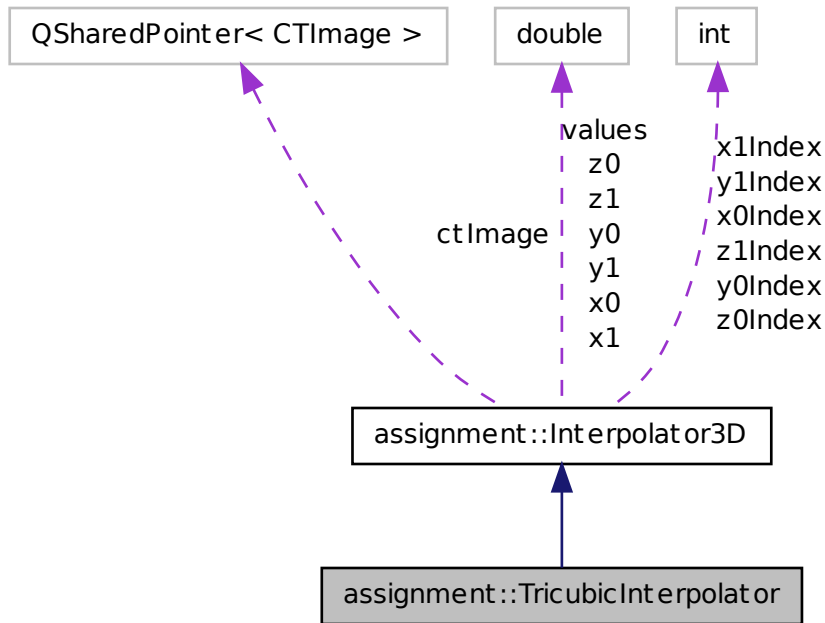 QSharedPointer< CTImage >
double
int
ctImage
values
z0
z1
y0
y1
x0
x1
x1Index
y1Index
x0Index
z1Index
y0Index
z0Index
assignment::Interpolator3D
assignment::TricubicInterpolator